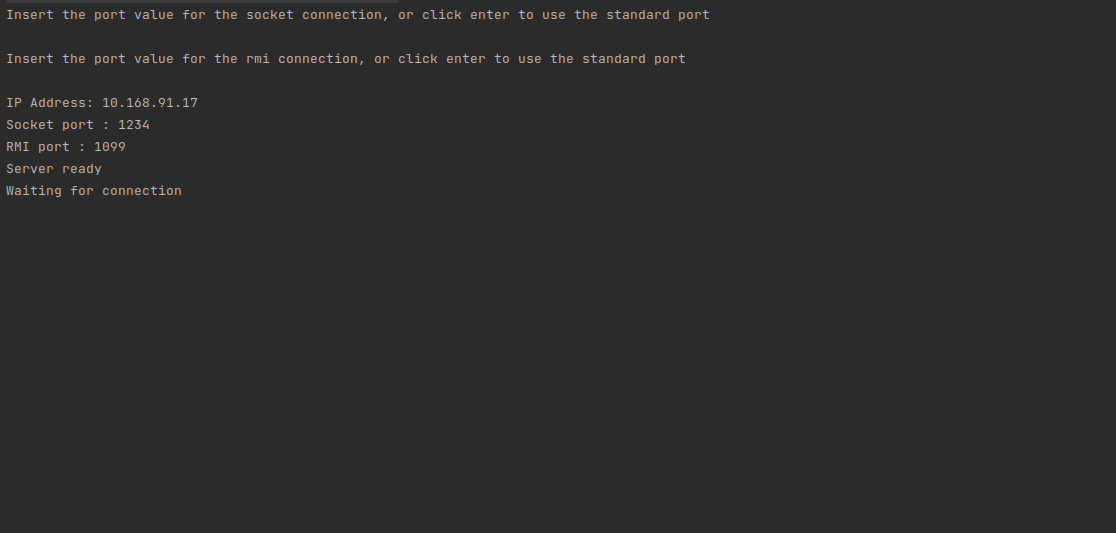 Insert the port value for the socket connection, or click enter to use the standard port
Insert the port value for the rmi connection, or click enter to use the standard port
IP Address: 10.168.91.17
Socket port : 1234
RMI port : 1099
Server ready
Waiting for connection